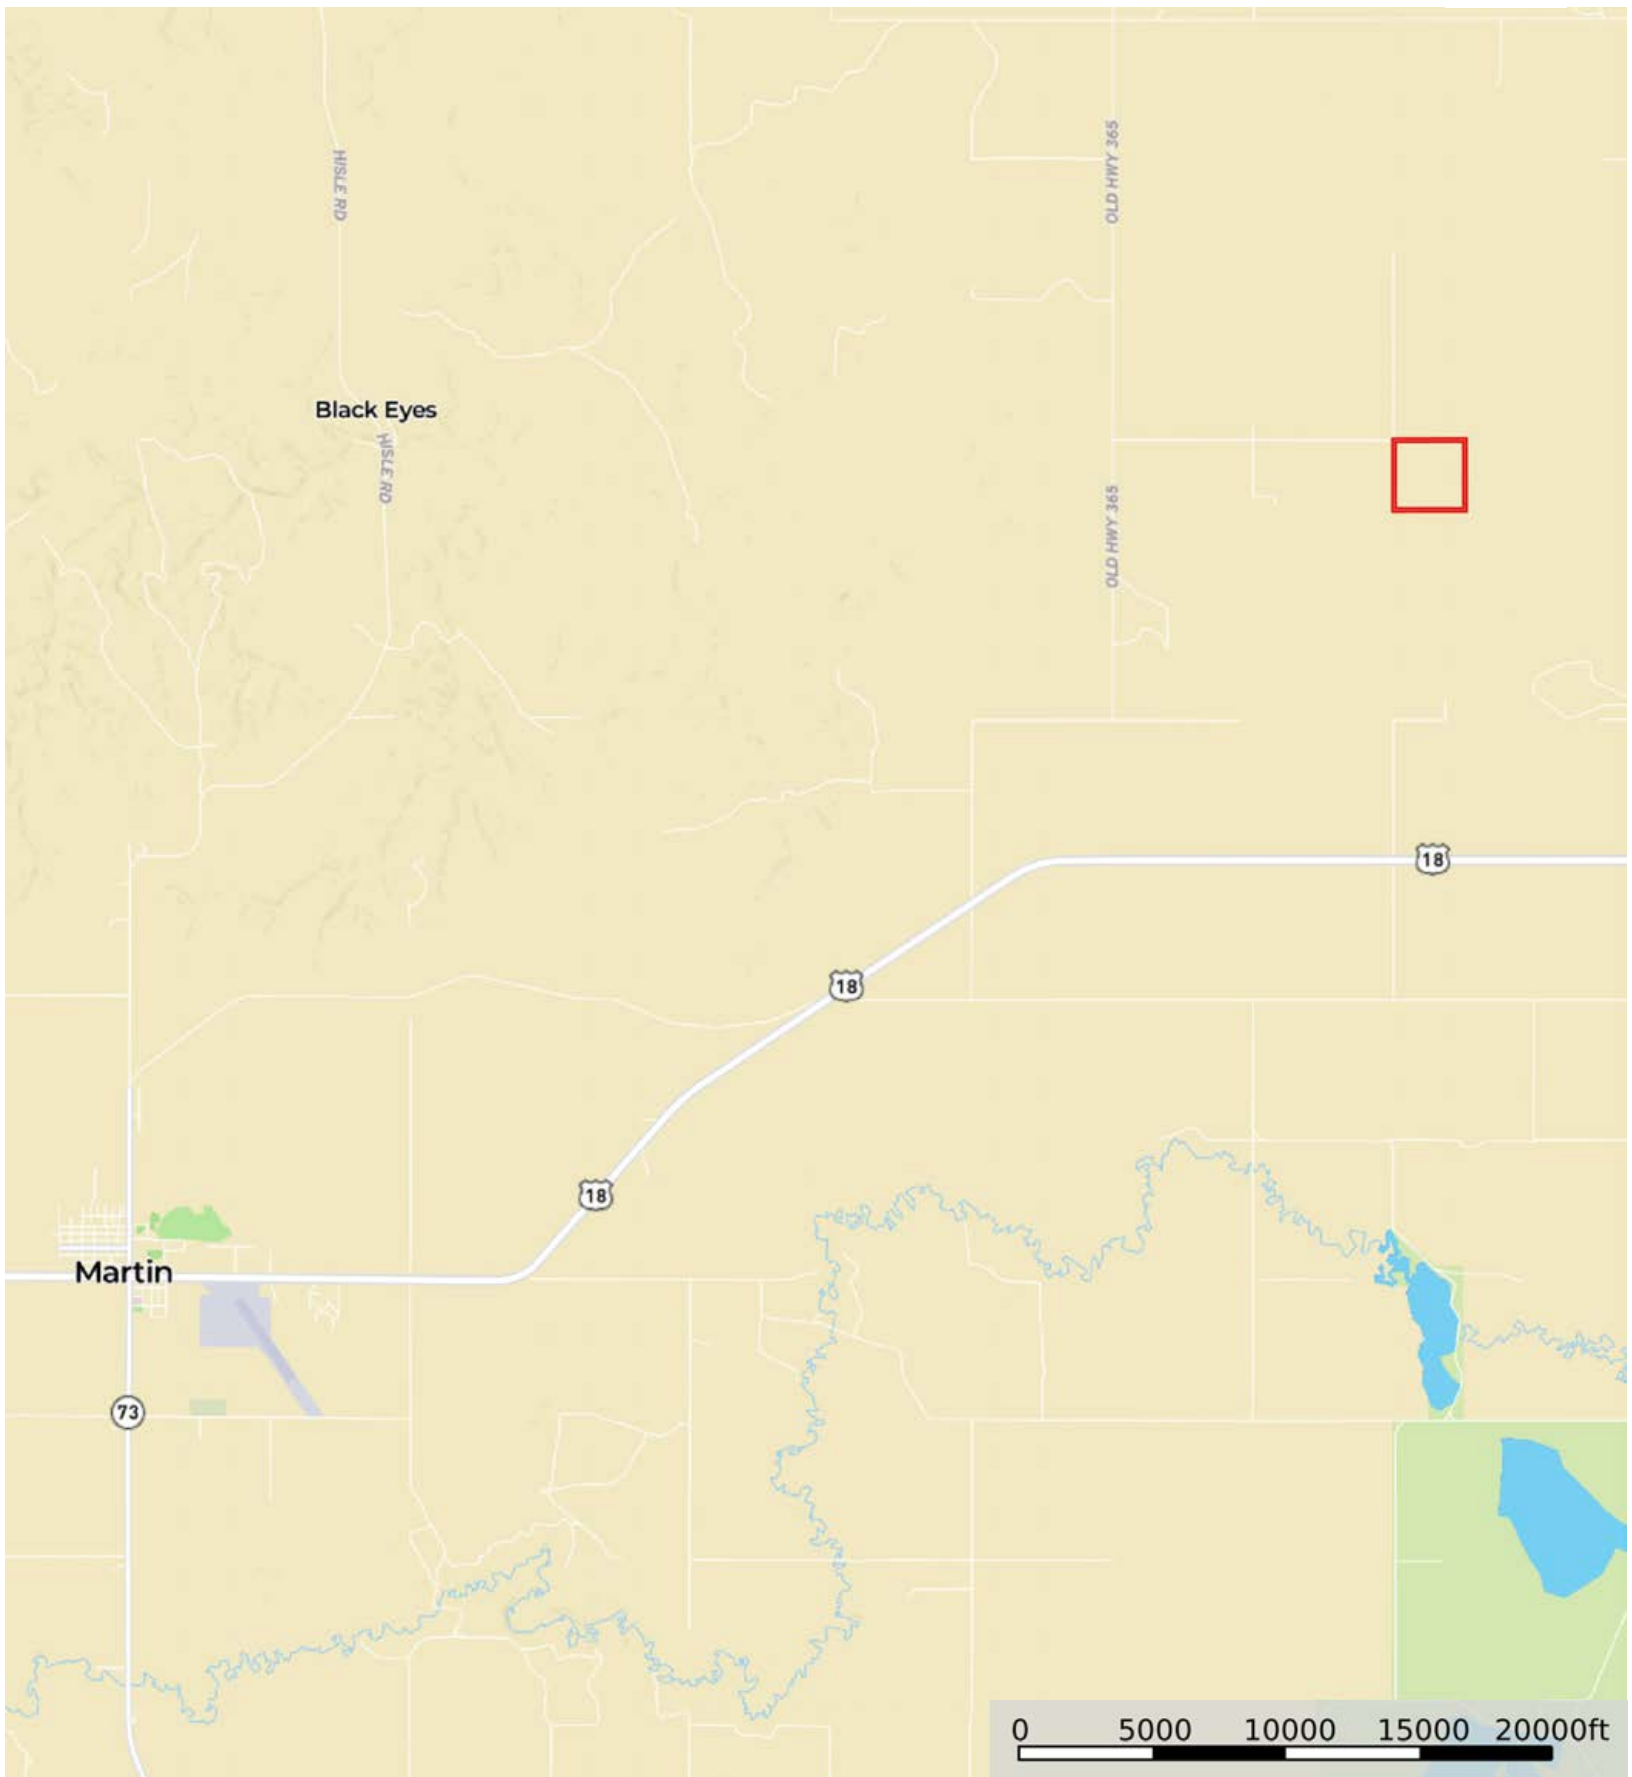 HISLE RD
OLD HWY 365
Black Eyes
HISLE RD
OLD HWY 365
18
18
18
Martin
73
0 5000 10000 15000 20000ft